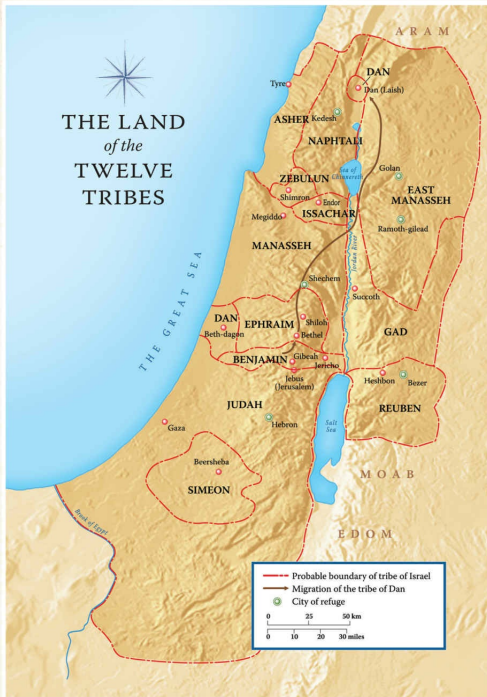 ARAM
DAN
Tyre
Dan (Laish)
ASHER
Kedesh
NAPHTALI
Sea of
Chinnereth
Golan
ZEBULUN
EAST
MANASSEH
Shimron
Endor
ISSACHAR
Megiddo
Ramoth-gilead
MANASSEH
Jordan River
Shechem
Succoth
THE LAND
of the
TWELVE
TRIBES
THE GREAT SEA
DAN
Beth-dagon
EPHRAIM
Shiloh
Bethel
GAD
BENJAMIN
Gibeah
Jericho
Jebus
(Jerusalem)
Heshbon
Bezer
REUBEN
JUDAH
Hebron
Salt
Sea
Gaza
Beersheba
SIMEON
MOAB
Brook of Egypt
EDOM
Probable boundary of tribe of Israel
Migration of the tribe of Dan
City of refuge
0 25 50 km
0 10 20 30 miles